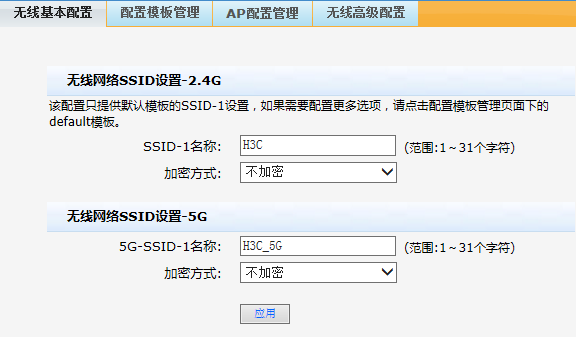 无线基本配置 配置模板管理 AP配置管理 无线高级配置
无线网络SSID设置-2.4G
该配置只提供默认模板的SSID-1设置，如果需要配置更多选项，请点击配置模板管理页面下的
default模板。
SSID-1名称: H3C (范围:1～31个字符)
加密方式: 不加密
无线网络SSID设置-5G
5G-SSID-1名称: H3C_5G (范围:1～31个字符)
加密方式: 不加密
应用